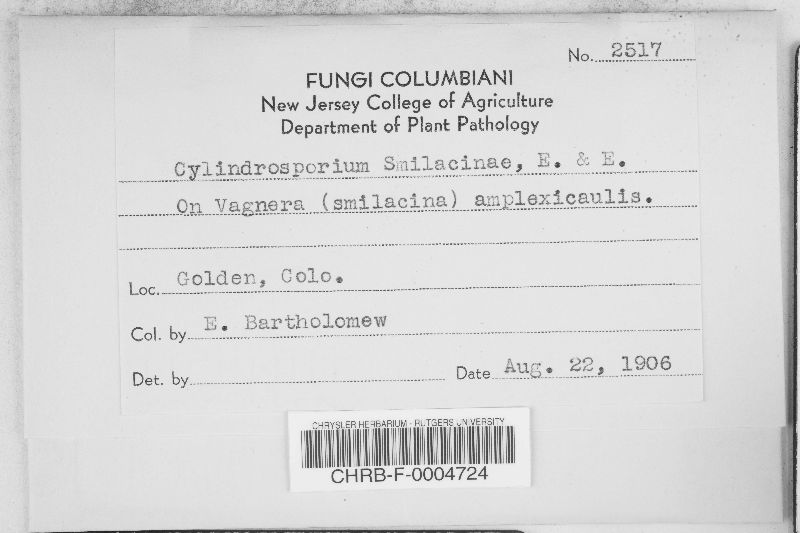 No. 2517
FUNGI COLUMBIANI
New Jersey College of Agriculture
Department of Plant Pathology
Cylindrosporium Smilacinae, E. & E.
On Vagnera (smilacina) amplexicaulis.
Loc. Golden, Colo.
Col. by E. Bartholomew
Det. by Date Aug. 22, 1906
CHRYSLER HERBARIUM - RUTGERS UNIVERSITY
CHRB-F-0004724